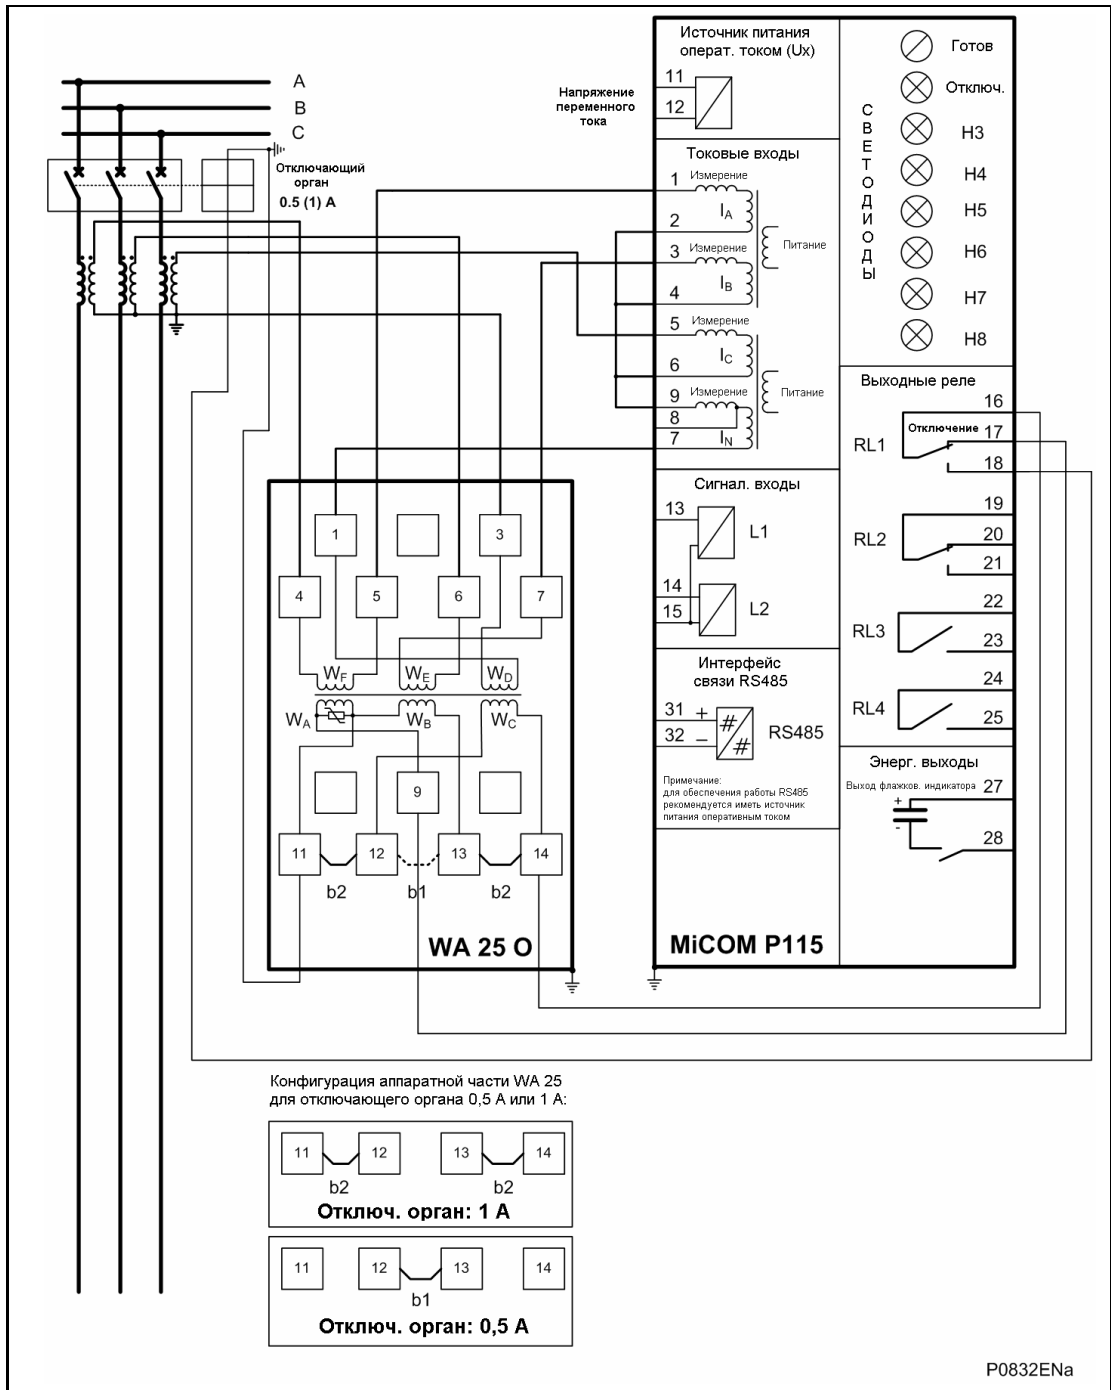 A
B
C
Отключающий
орган
0.5 (1) A
Напряжение
переменного
тока
Источник питания
операт. током (Ux)
11
12
Токовые входы
1
Измерение
IA
2
Питание
3
Измерение
IB
4
5
Измерение
IC
6
9
Измерение
Питание
8
7
IN
Сигнал. входы
13
L1
14
15
L2
Интерфейс
связи RS485
31 +
32 –
#
#
RS485
Примечание:
для обеспечения работы RS485
рекомендуется иметь источник
питания оперативным током
MiCOM P115
СВЕТОДИОДЫ
Готов
Отключ.
H3
H4
H5
H6
H7
H8
Выходные реле
16
Отключение
17
RL1
18
19
RL2
20
21
22
RL3
23
24
RL4
25
Энерг. выходы
Выход флажков. индикатора
27
+
-
28
1
3
4
5
6
7
WF
WE
WD
WA
WB
WC
9
11
12
13
14
b2
b1
b2
WA 25 O
Конфигурация аппаратной части WA 25
для отключающего органа 0,5 А или 1 А:
11
12
13
14
b2
b2
Отключ. орган: 1 А
11
12
13
14
b1
Отключ. орган: 0,5 А
P0832ENa